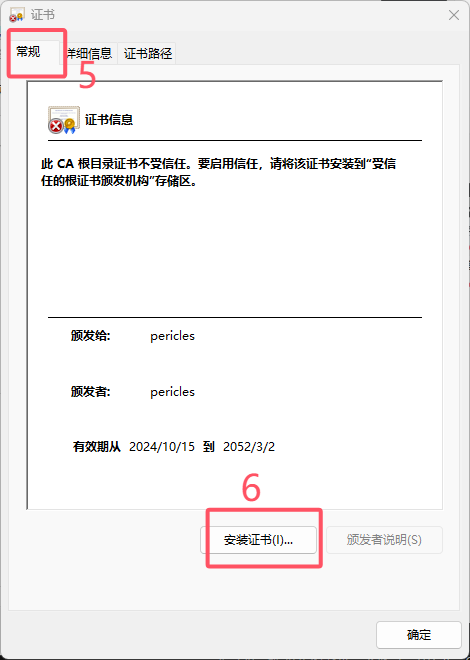 证书
常规
详细信息
证书路径
5
证书信息
此 CA 根目录证书不受信任。要启用信任，请将该证书安装到“受信
任的根证书颁发机构”存储区。
颁发给: pericles
颁发者: pericles
有效期从 2024/10/15 到 2052/3/2
6
安装证书(I)...
颁发者说明(S)
确定